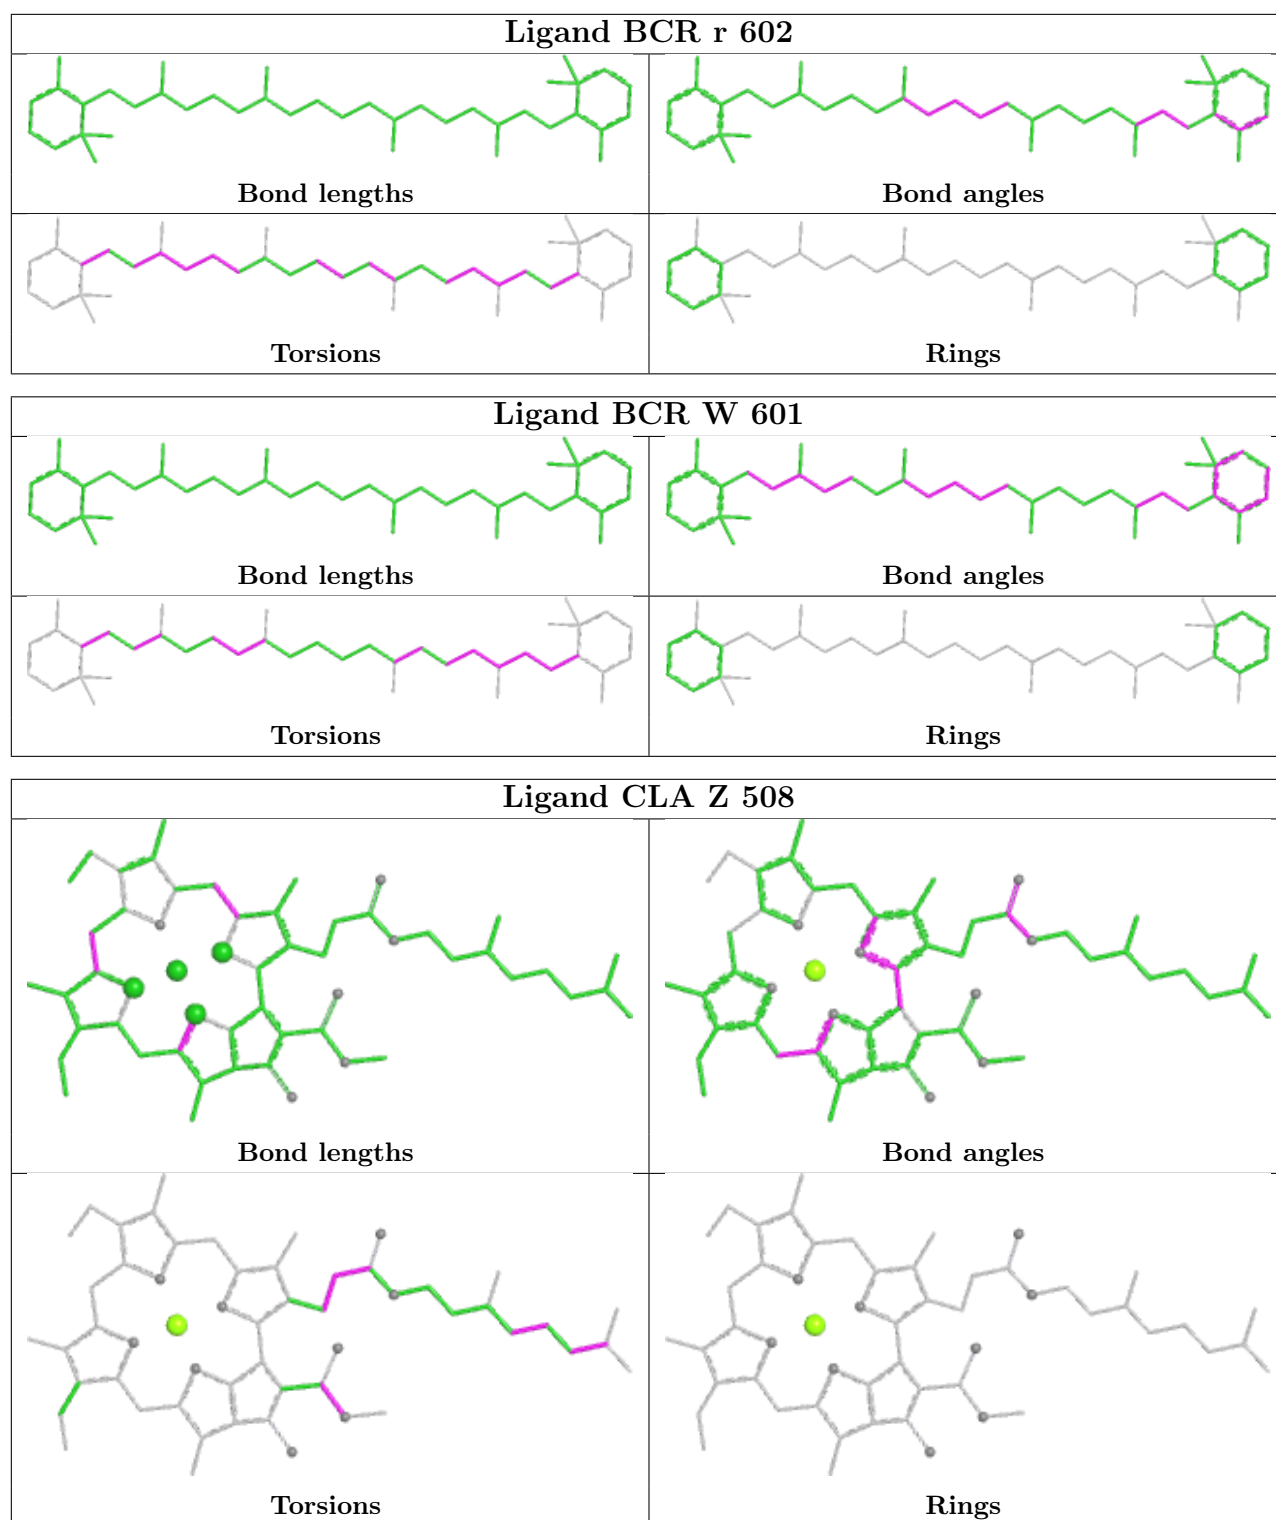 Ligand BCR r 602
Bond lengths
Bond angles
Torsions
Rings
Ligand BCR W 601
Bond lengths
Bond angles
Torsions
Rings
Ligand CLA Z 508
Bond lengths
Bond angles
Torsions
Rings